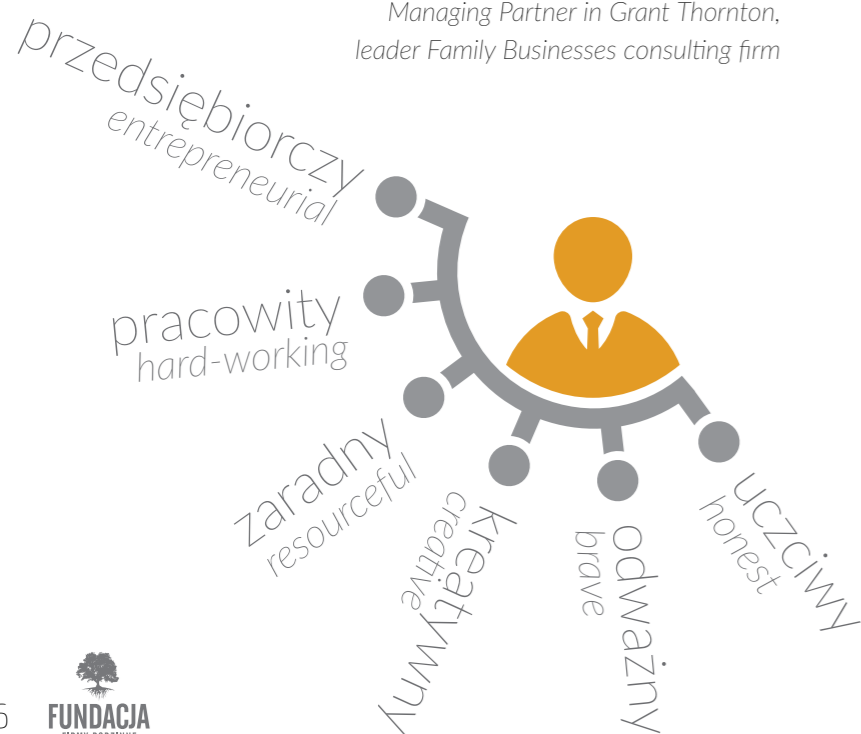 Managing Partner in Grant Thornton,
leader Family Businesses consulting firm
przedsiębiorczy
entrepreneurial
pracowity
hard-working
zaradny
resourceful
kreatywny
creative
odważny
brave
uczciwy
honest
FUNDACJA